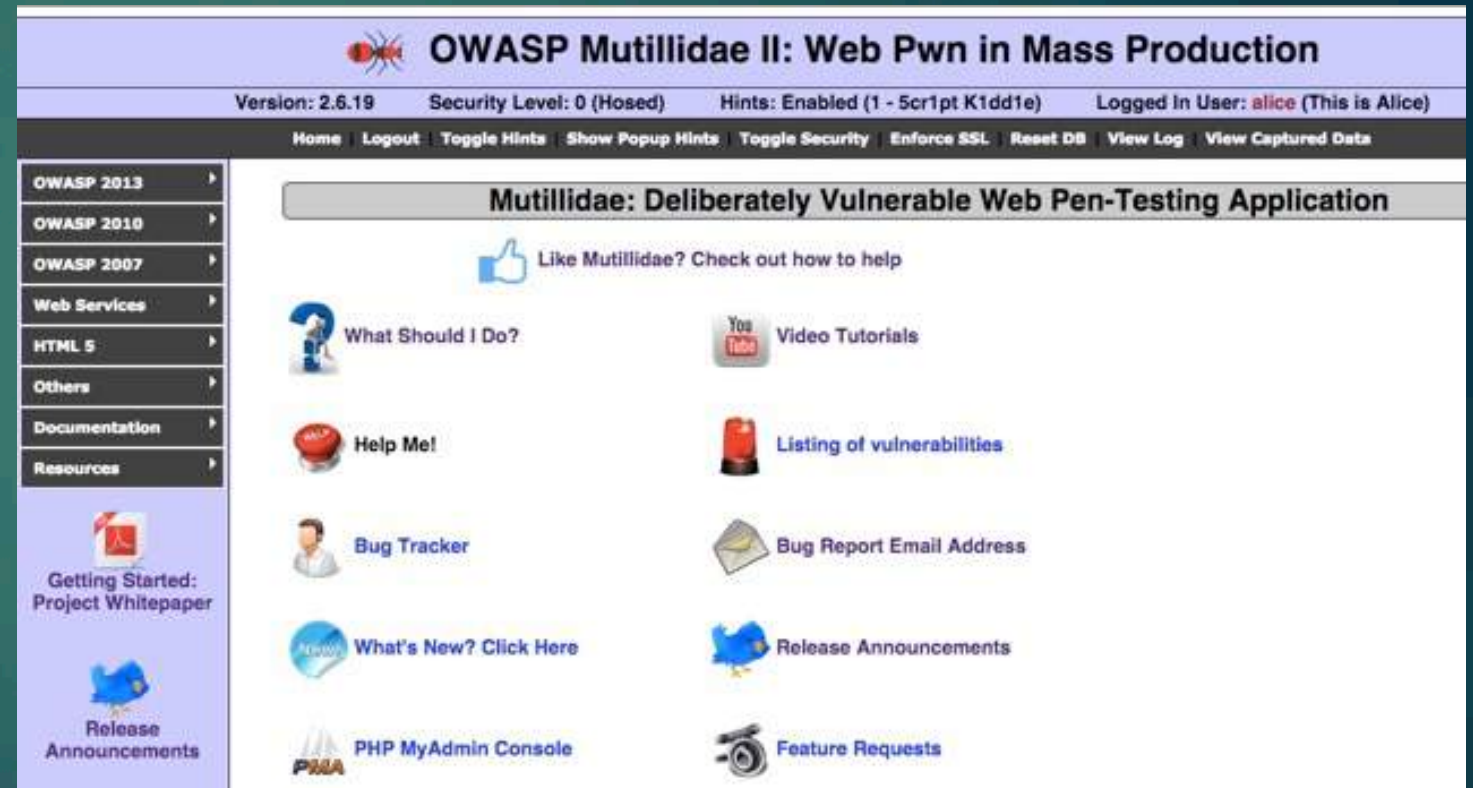 OWASP Mutillidae II: Web Pwn in Mass Production
Version: 2.6.19 Security Level: 0 (Hosed) Hints: Enabled (1 - 5cr1pt K1dd1e) Logged In User: alice (This is Alice)
Home Logout Toggle Hints Show Popup Hints Toggle Security Enforce SSL Reset DB View Log View Captured Data
OWASP 2013
OWASP 2010
OWASP 2007
Web Services
HTML 5
Others
Documentation
Resources
Getting Started:
Project Whitepaper
Release
Announcements
Mutillidae: Deliberately Vulnerable Web Pen-Testing Application
Like Mutillidae? Check out how to help
What Should I Do?
You
Tube
Video Tutorials
HELP
Help Me!
Listing of vulnerabilities
Bug Tracker
Bug Report Email Address
New
What's New? Click Here
Release Announcements
PMA
PHP MyAdmin Console
Feature Requests